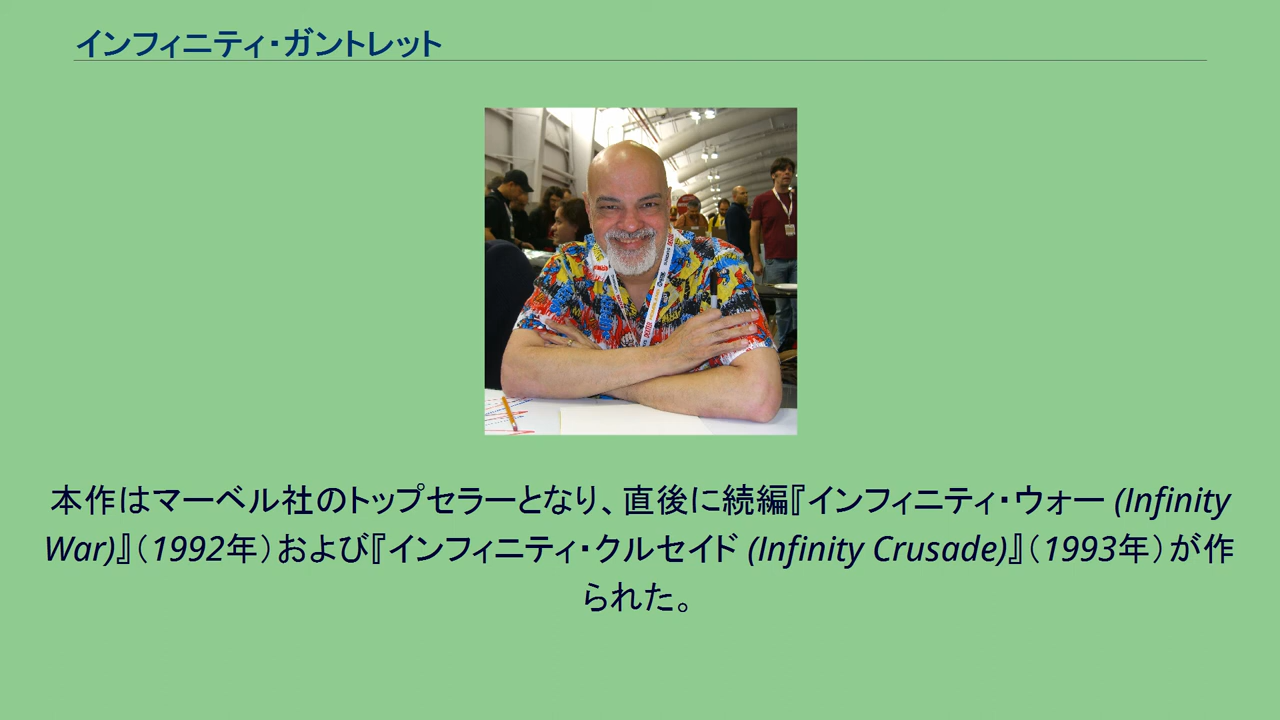 インフィニティ・ガントレット
本作はマーベル社のトップセラーとなり、直後に続編『インフィニティ・ウォー (Infinity
War)』（1992年）および『インフィニティ・クルセイド (Infinity Crusade)』（1993年）が作
られた。